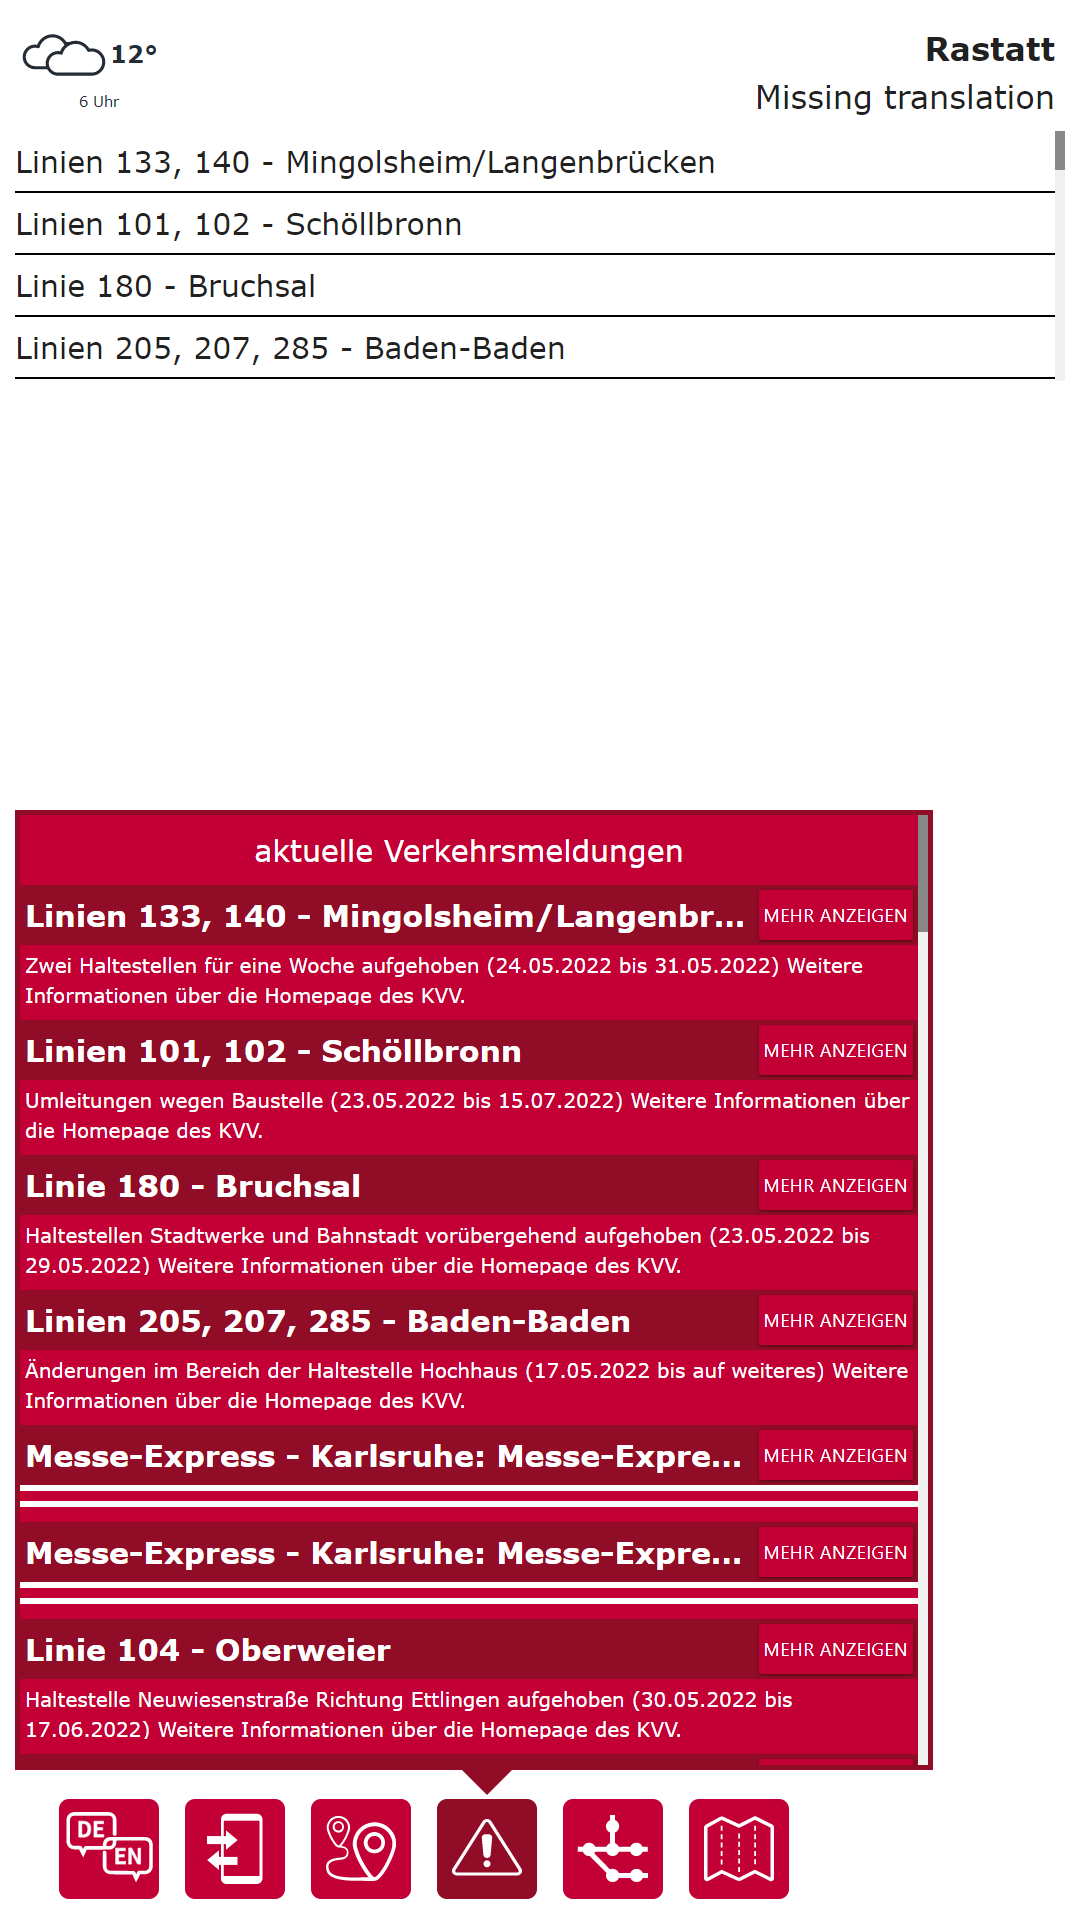 12°
6 Uhr
Rastatt
Missing translation
Linien 133, 140 - Mingolsheim/Langenbrücken
Linien 101, 102 - Schöllbronn
Linie 180 - Bruchsal
Linien 205, 207, 285 - Baden-Baden
aktuelle Verkehrsmeldungen
Linien 133, 140 - Mingolsheim/Langenbr... MEHR ANZEIGEN
Zwei Haltestellen für eine Woche aufgehoben (24.05.2022 bis 31.05.2022) Weitere
Informationen über die Homepage des KVV.
Linien 101, 102 - Schöllbronn MEHR ANZEIGEN
Umleitungen wegen Baustelle (23.05.2022 bis 15.07.2022) Weitere Informationen über
die Homepage des KVV.
Linie 180 - Bruchsal MEHR ANZEIGEN
Haltestellen Stadtwerke und Bahnstadt vorübergehend aufgehoben (23.05.2022 bis
29.05.2022) Weitere Informationen über die Homepage des KVV.
Linien 205, 207, 285 - Baden-Baden MEHR ANZEIGEN
Änderungen im Bereich der Haltestelle Hochhaus (17.05.2022 bis auf weiteres) Weitere
Informationen über die Homepage des KVV.
Messe-Express - Karlsruhe: Messe-Expre... MEHR ANZEIGEN
Messe-Express - Karlsruhe: Messe-Expre... MEHR ANZEIGEN
Linie 104 - Oberweier MEHR ANZEIGEN
Haltestelle Neuwiesenstraße Richtung Ettlingen aufgehoben (30.05.2022 bis
17.06.2022) Weitere Informationen über die Homepage des KVV.
DE
EN